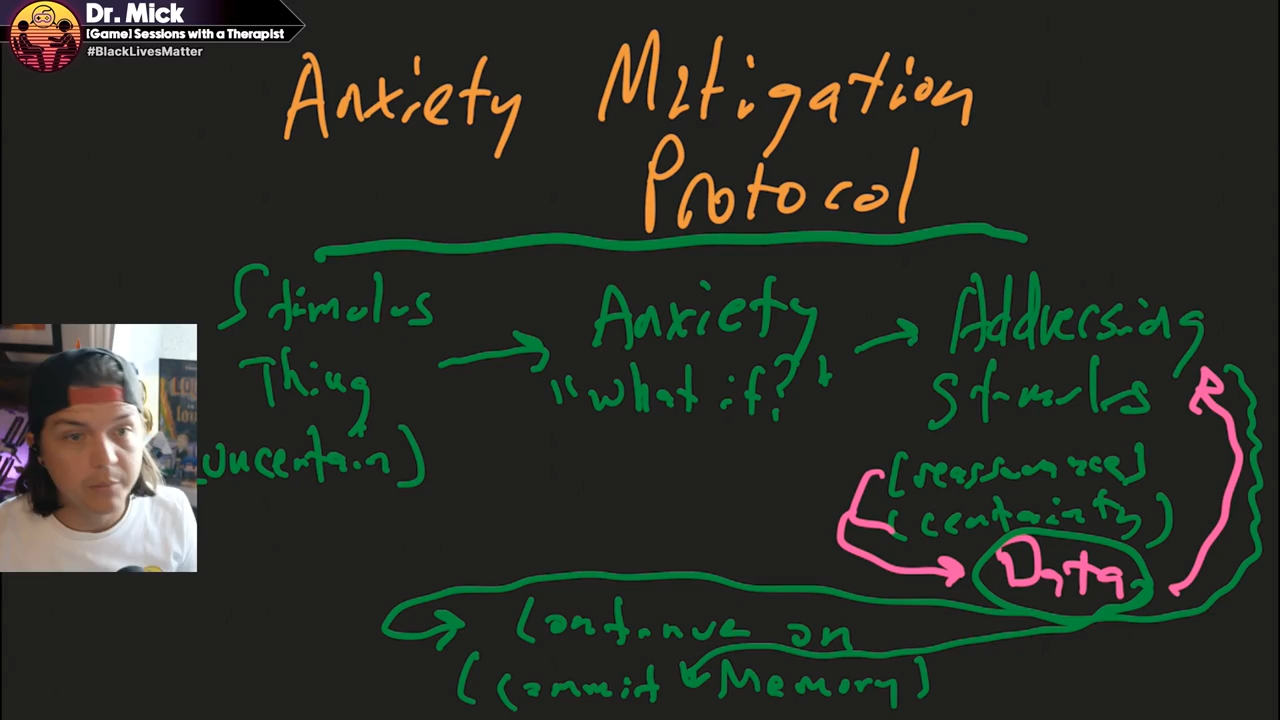 Dr. Mick
[Game] Sessions with a Therapist
#BlackLivesMatter
Anxiety Mitigation
Protocol
Stimulus
Thing
(uncertain)
Anxiety
"What if?"
Addressing
Stimulus
(reassurance)
(certainty)
Data
Continue on
(Commit Memory)